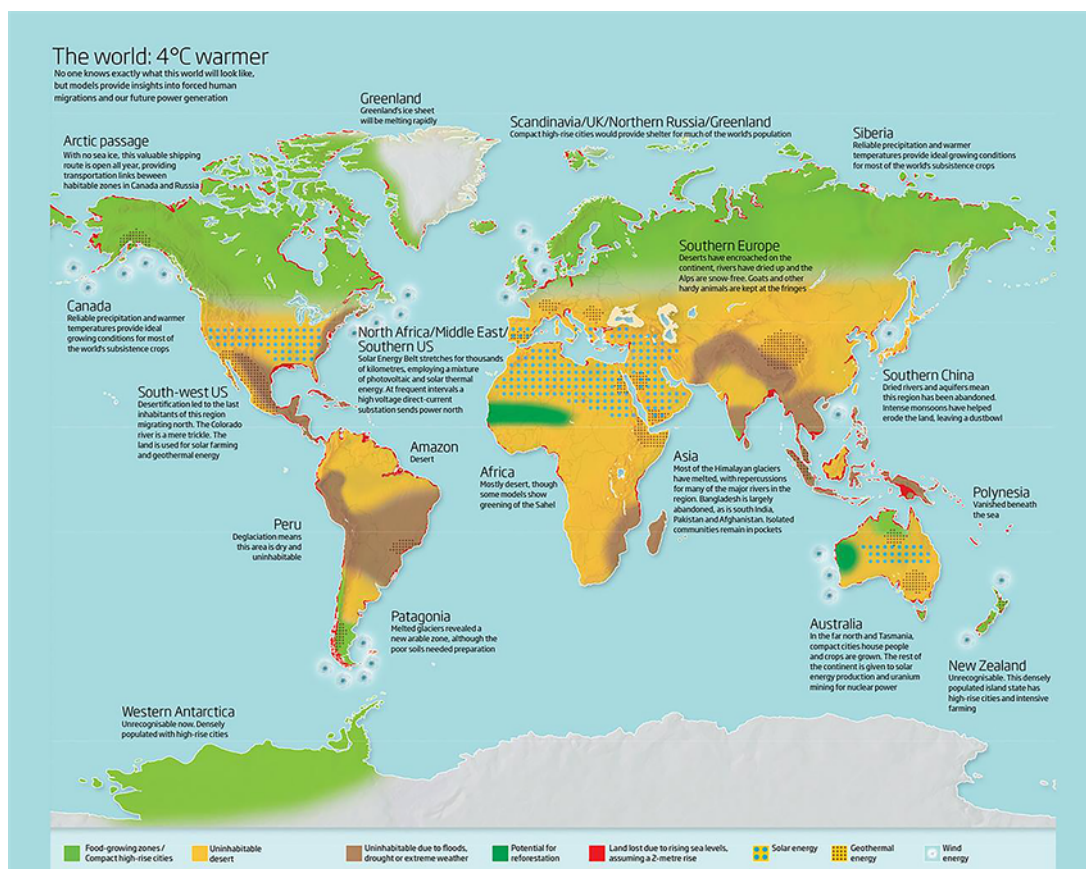 The world: 4°C warmer
No one knows exactly what this world will look like,
but models provide insights into forced human
migrations and our future power generation
Greenland
Greenland's ice sheet
will be melting rapidly
Scandinavia/UK/Northern Russia/Greenland
Compact high-rise cities would provide shelter for much of the world's population
Siberia
Reliable precipitation and warmer
temperatures provide ideal growing conditions
for most of the world's subsistence crops
Arctic passage
With no sea ice, this valuable shipping
route is open all year, providing
transportation links beween
habitable zones in Canada and Russia
Southern Europe
Deserts have encroached on the
continent, rivers have dried up and the
Alps are snow-free. Goats and other
hardy animals are kept at the fringes
Canada
Reliable precipitation and warmer
temperatures provide ideal
growing conditions for most of
the world's subsistence crops
North Africa/Middle East/
Southern US
Solar Energy Belt stretches for thousands
of kilometres, employing a mixture
of photovoltaic and solar thermal
energy. At frequent intervals a
high voltage direct-current
substation sends power north
Southern China
Dried rivers and aquifers mean
this region has been abandoned.
Intense monsoons have helped
erode the land, leaving a dustbowl
South-west US
Desertification led to the last
inhabitants of this region
migrating north. The Colorado
river is a mere trickle. The
land is used for solar farming
and geothermal energy
Amazon
Desert
Africa
Mostly desert, though
some models show
greening of the Sahel
Asia
Most of the Himalayan glaciers
have melted, with repercussions
for many of the major rivers in the
region. Bangladesh is largely
abandoned, as is south India,
Pakistan and Afghanistan. Isolated
communities remain in pockets
Polynesia
Vanished beneath
the sea
Peru
Deglaciation means
this area is dry and
uninhabitable
Patagonia
Melted glaciers revealed a
new arable zone, although the
poor soils needed preparation
Australia
In the far north and Tasmania,
compact cities house people
and crops are grown. The rest of
the continent is given to solar
energy production and uranium
mining for nuclear power
New Zealand
Unrecognisable. This densely
populated island state has
high-rise cities and intensive
farming
Western Antarctica
Unrecognisable now. Densely
populated with high-rise cities
Food-growing zones/
Compact high-rise cities
Uninhabitable
desert
Uninhabitable due to floods,
drought or extreme weather
Potential for
reforestation
Land lost due to rising sea levels,
assuming a 2-metre rise
Solar energy
Geothermal
energy
Wind
energy